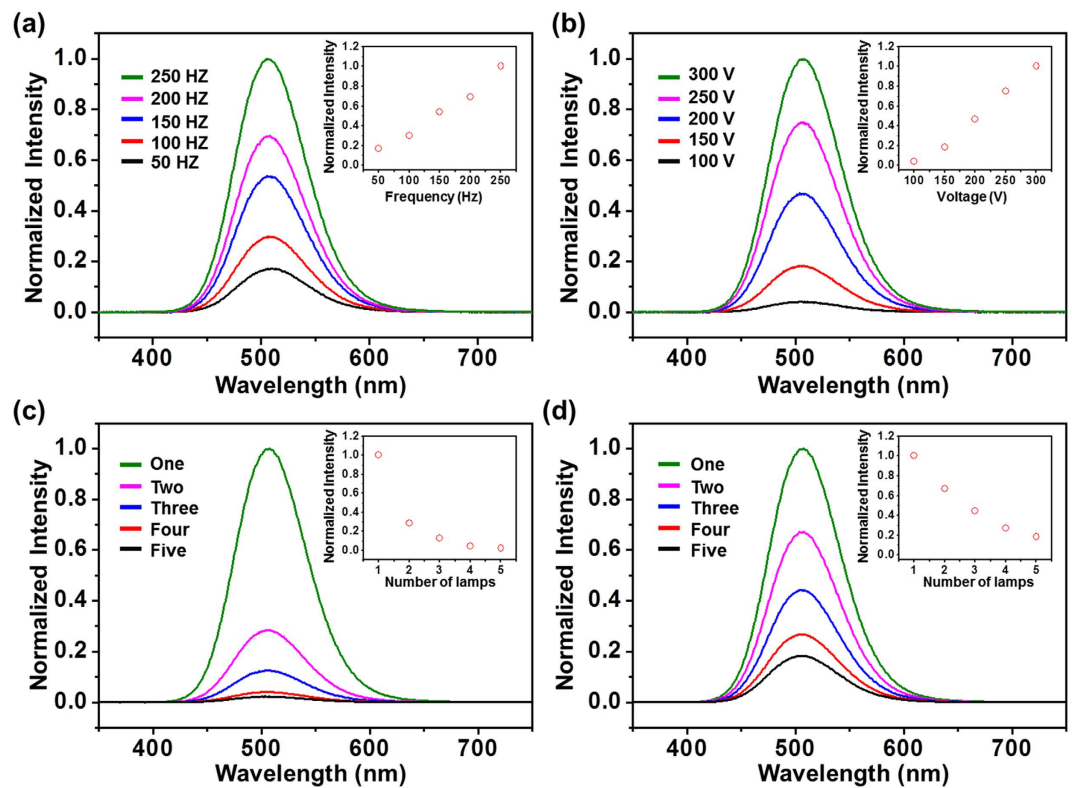 (a)
Normalized Intensity
1.0
0.8
0.6
0.4
0.2
0.0
250 HZ
200 HZ
150 HZ
100 HZ
50 HZ
Normalized Intensity
1.2
1.0
0.8
0.6
0.4
0.2
0.0
50 100 150 200 250
Frequency (Hz)
400 500 600 700
Wavelength (nm)
(b)
Normalized Intensity
1.0
0.8
0.6
0.4
0.2
0.0
300 V
250 V
200 V
150 V
100 V
Normalized Intensity
1.2
1.0
0.8
0.6
0.4
0.2
0.0
100 150 200 250 300
Voltage (V)
400 500 600 700
Wavelength (nm)
(c)
Normalized Intensity
1.0
0.8
0.6
0.4
0.2
0.0
One
Two
Three
Four
Five
Normalized Intensity
1.2
1.0
0.8
0.6
0.4
0.2
0.0
1 2 3 4 5
Number of lamps
400 500 600 700
Wavelength (nm)
(d)
Normalized Intensity
1.0
0.8
0.6
0.4
0.2
0.0
One
Two
Three
Four
Five
Normalized Intensity
1.2
1.0
0.8
0.6
0.4
0.2
0.0
1 2 3 4 5
Number of lamps
400 500 600 700
Wavelength (nm)